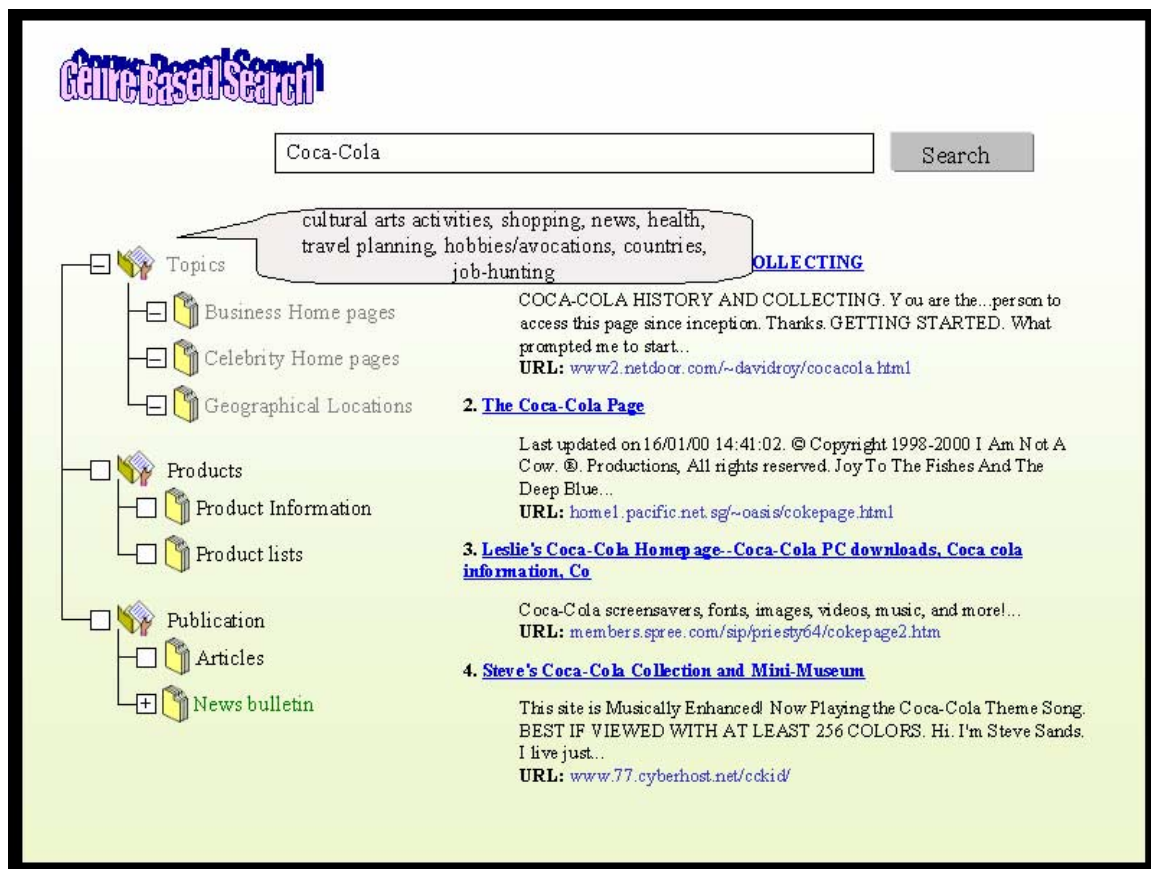 Genre Based Search
Coca-Cola
Search
cultural arts activities, shopping, news, health,
travel planning, hobbies/avocations, countries,
job-hunting
Topics
Business Home pages
Celebrity Home pages
Geographical Locations
Products
Product Information
Product lists
Publication
Articles
News bulletin
OLLECTING
COCA-COLA HISTORY AND COLLECTING. You are the...person to
access this page since inception. Thanks. GETTING STARTED. What
prompted me to start...
URL: www2.netdoor.com/~davidroy/cocacola.html
2. The Coca-Cola Page
Last updated on 16/01/00 14:41:02. © Copyright 1998-2000 I Am Not A
Cow. ®. Productions, All rights reserved. Joy To The Fishes And The
Deep Blue...
URL: home1.pacific.net.sg/~oasis/cokepage.html
3. Leslie's Coca-Cola Homepage--Coca-Cola PC downloads, Coca cola
information, Co
Coca-Cola screensavers, fonts, images, videos, music, and more!...
URL: members.spree.com/sip/priesty64/cokepage2.htm
4. Steve's Coca-Cola Collection and Mini-Museum
This site is Musically Enhanced! Now Playing the Coca-Cola Theme Song.
BEST IF VIEWED WITH AT LEAST 256 COLORS. Hi. I'm Steve Sands.
I live just...
URL: www.77.cyberhost.net/cckid/